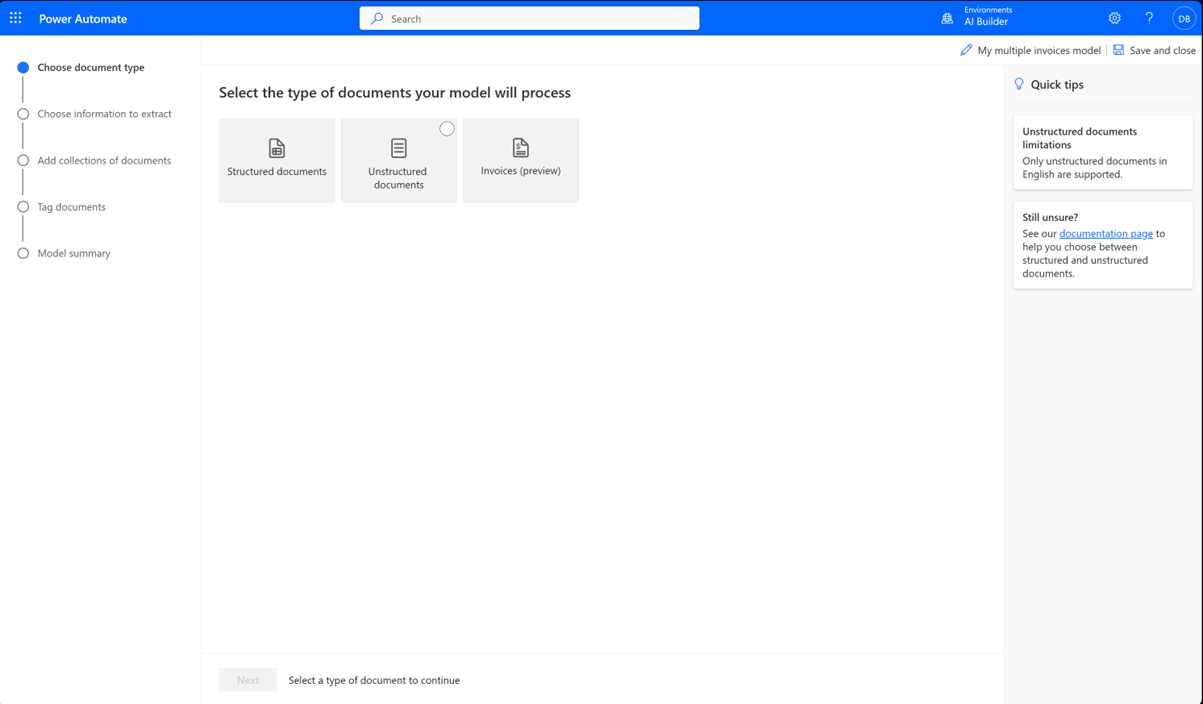 Power Automate
Search
Environments
AI Builder
?
DB
My multiple invoices model
Save and close
Choose document type
Choose information to extract
Add collections of documents
Tag documents
Model summary
Select the type of documents your model will process
Structured documents
Unstructured
documents
$
Invoices (preview)
Quick tips
Unstructured documents
limitations
Only unstructured documents in
English are supported.
Still unsure?
See our documentation page to
help you choose between
structured and unstructured
documents.
Next
Select a type of document to continue